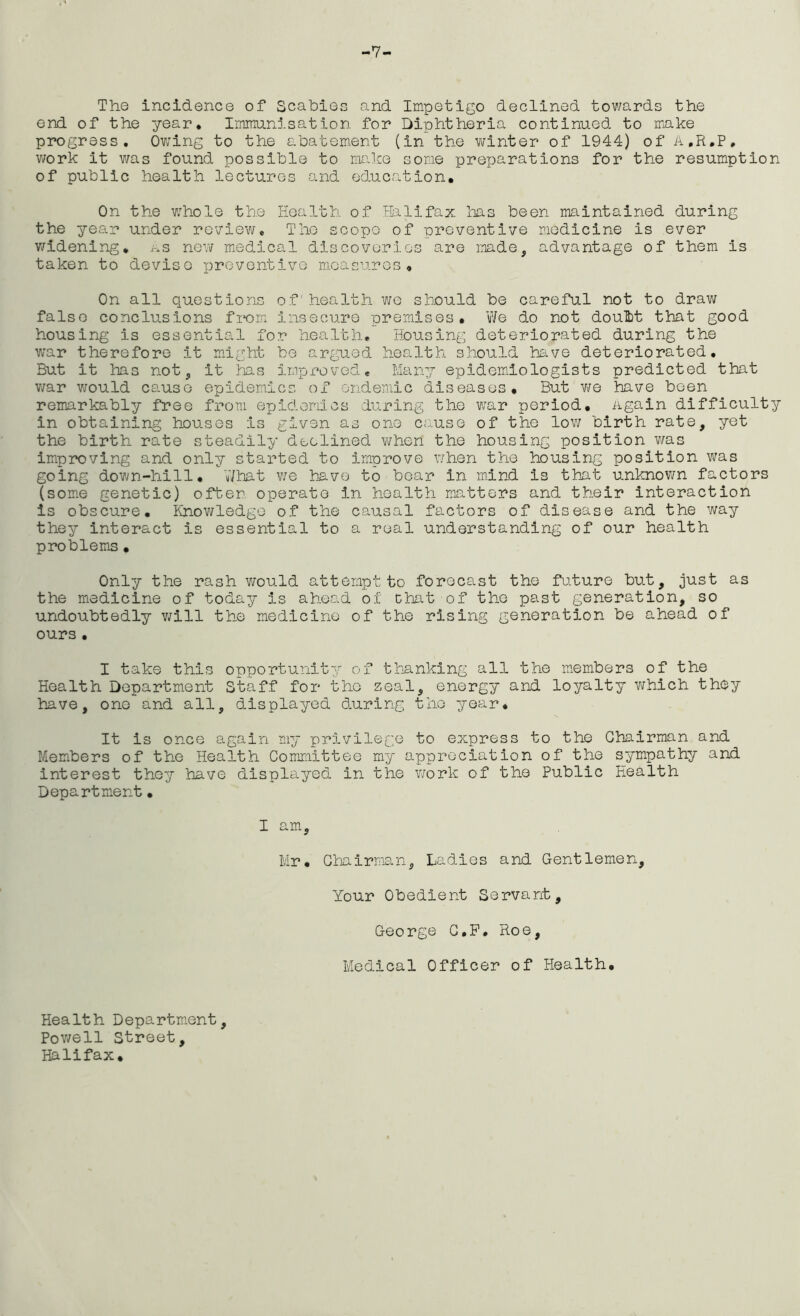 -7-
The incidence of Scabies and Impetigo declined towards the
end of the year. Immunisation for Diphtheria continued to make
progress. Owing to the abatement (in the winter of 1944) of A.R.P.
work it was found possible to make some preparations for the resumption
of public health lectures and education.
On the whole the Health of Halifax has been maintained during
the year under review. The scope of preventive medicine is ever
widening. As new medical discoveries are made, advantage of them is
taken to devise preventive measures.
On all questions of health we should be careful not to draw
false conclusions from insecure premises. We do not doubt that good
housing is essential for health. Housing deteriorated during the
war therefore it might be argued health should have deteriorated.
But it has not, it has improved. Many epidemiologists predicted that
war would cause epidemics of endemic diseases. But we have been
remarkably free from epidemics during the war period. Again difficulty
in obtaining houses is given as one cause of the low birth rate, yet
the birth rate steadily declined when the housing position was
improving and only started to improve when the housing position was
going down-hill. What we have to bear in mind is that unknown factors
(some genetic) often operate in health matters and their interaction
is obscure. Knowledge of the causal factors of disease and the way
they interact is essential to a real understanding of our health
problems.
Only the rash would attempt to forecast the future but, just as
the medicine of today is ahead of that of the past generation, so
undoubtedly will the medicine of the rising generation be ahead of
ours.
I take this opportunity of thanking all the members of the
Health Department Staff for the zeal, energy and loyalty which they
have, one and all, displayed during the year.
It is once again my privilege to express to the Chairman and
Members of the Health Committee my appreciation of the sympathy and
interest they have displayed in the work of the Public Health
Department.
I am,
Mr. Chairman, Ladies and Gentlemen,
Your Obedient Servant,
George C.F. Roe,
Medical Officer of Health.
Health Department,
Powell Street,
Halifax.